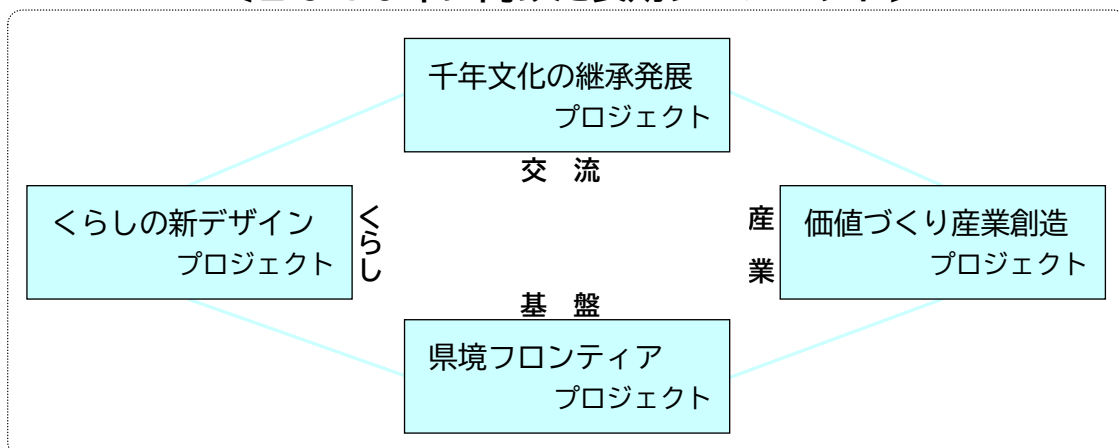 千年文化の継承発展
プロジェクト
交 流
くらしの新デザイン
プロジェクト
くらし
産業
価値づくり産業創造
プロジェクト
基 盤
県境フロンティア
プロジェクト